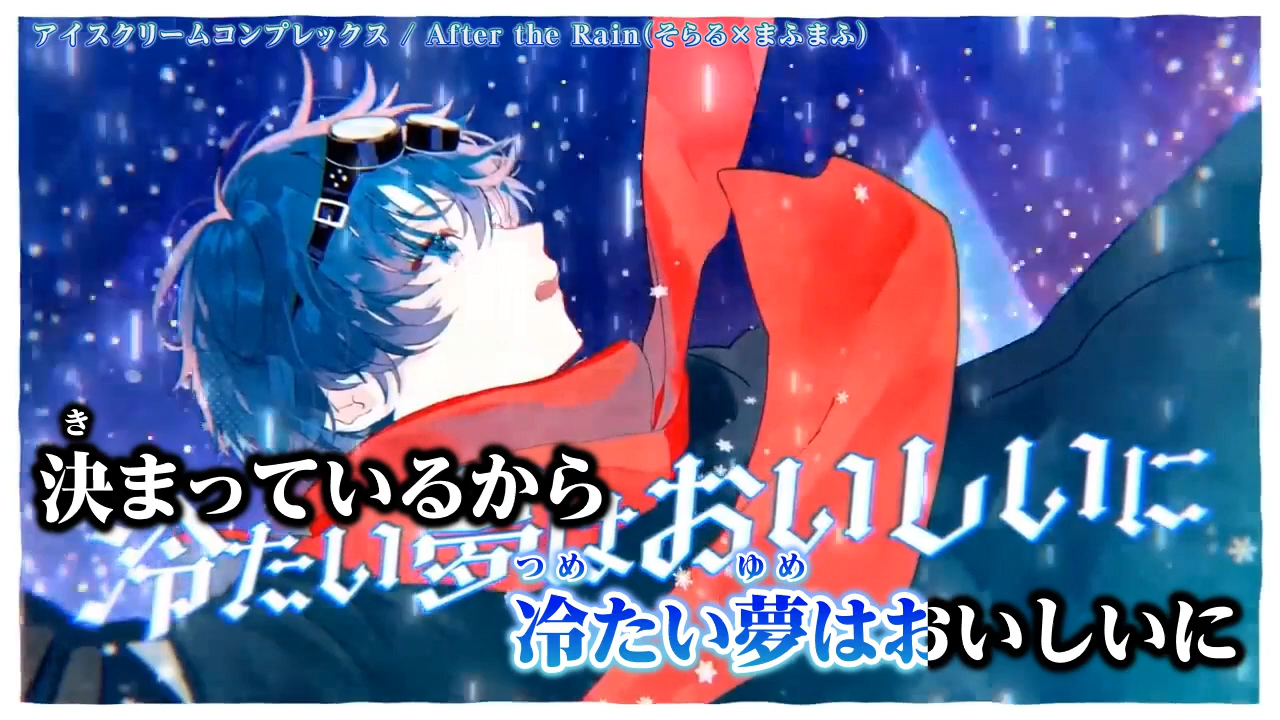 アイスクリームコンプレックス / After the Rain(そらる×まふまふ)
き
決まっているから
冷たい夢はおいしいに
つめ ゆめ
冷たい夢はおいしいに